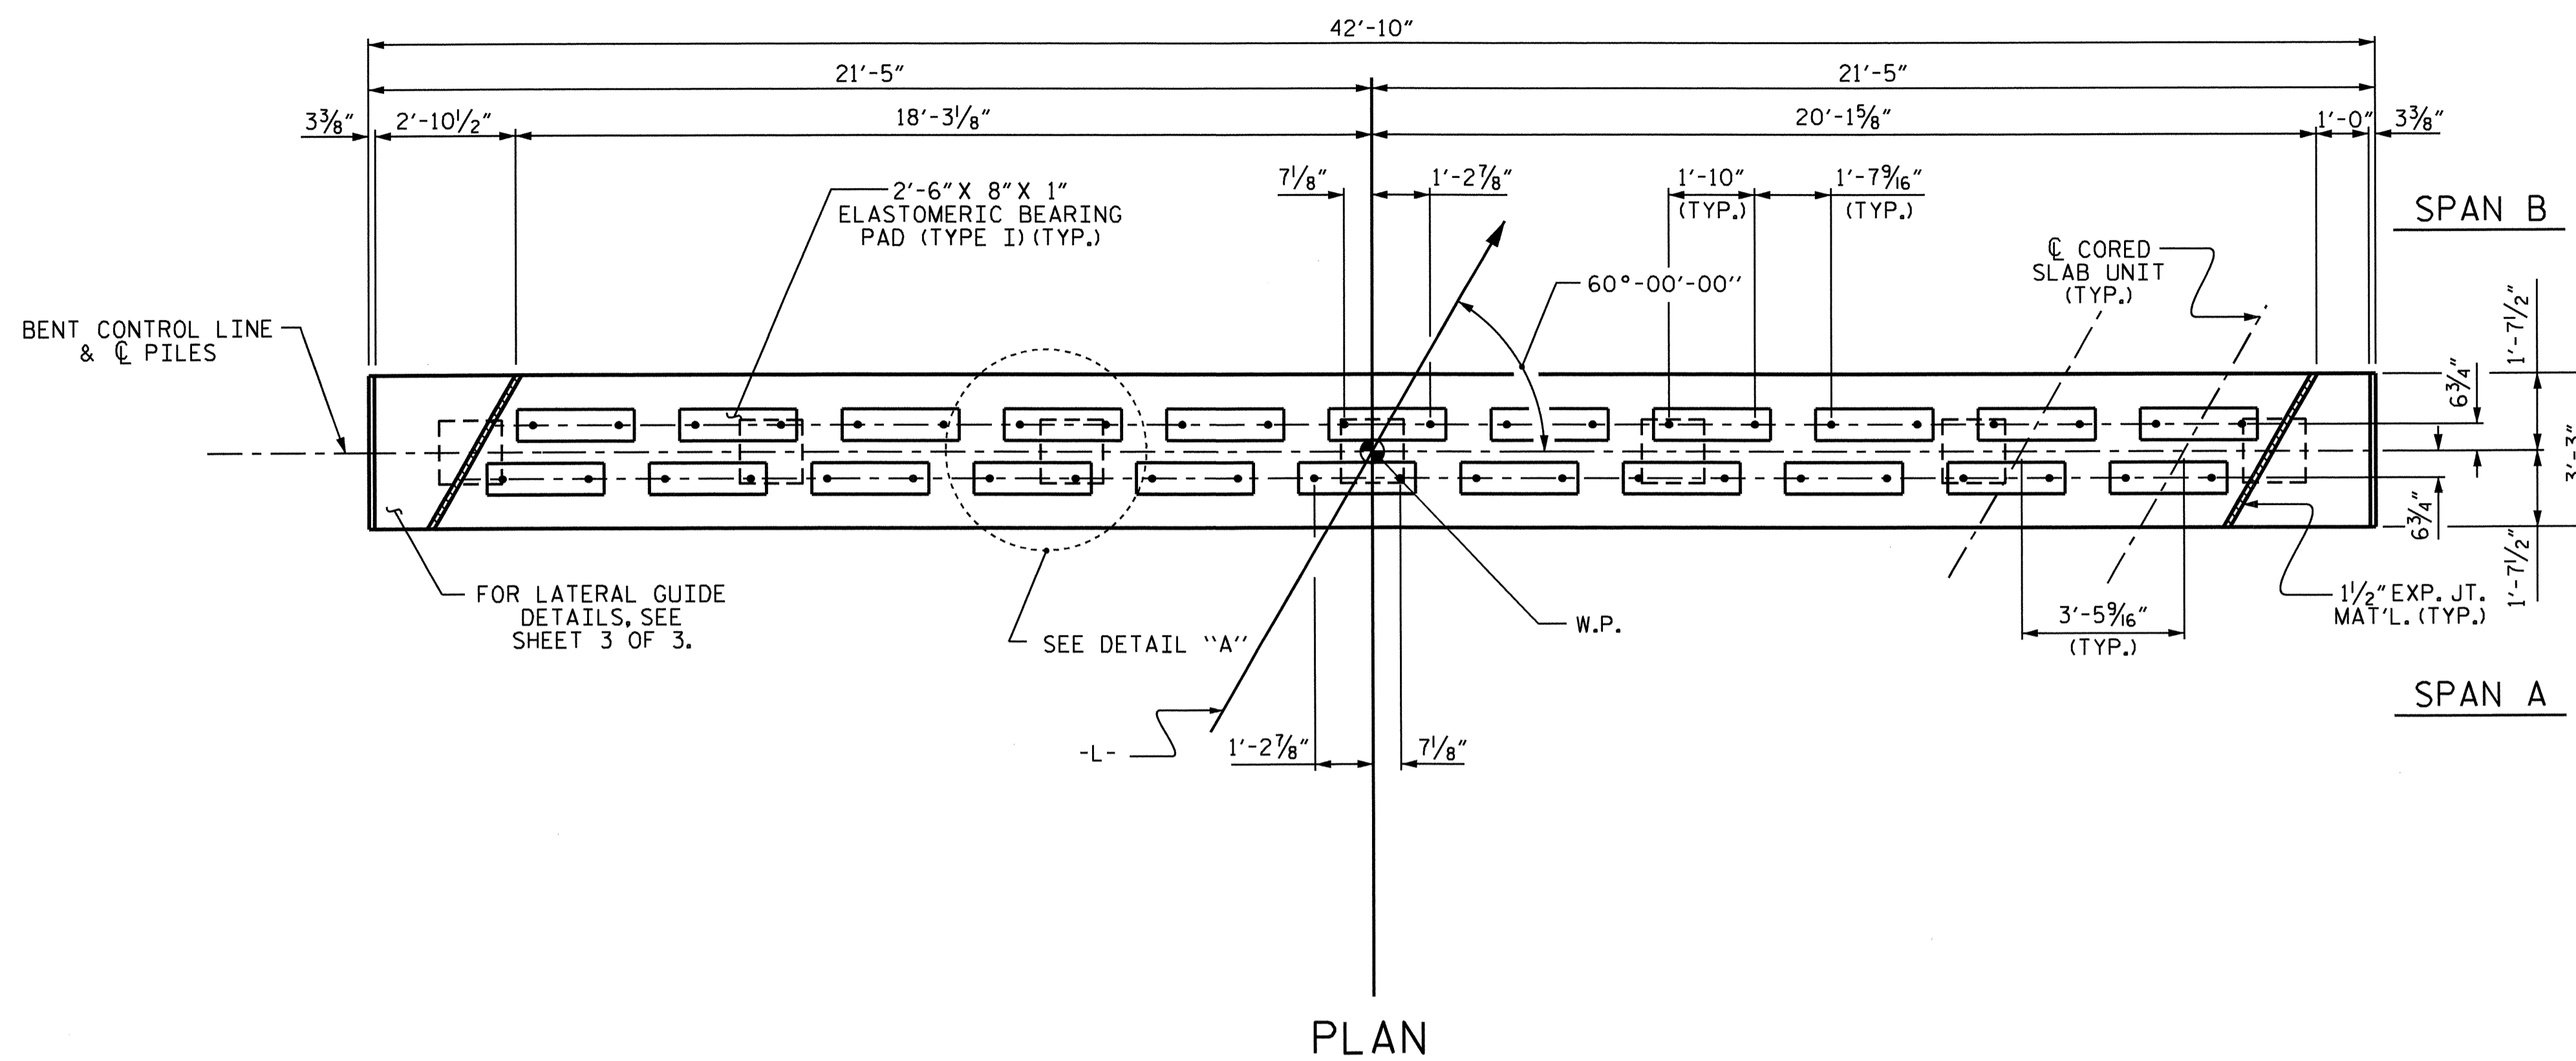 42'-10"
21'-5"
21'-5"
3⅜"
2'-10½"
18'-3⅛"
20'-1⅝"
1'-0"
3⅜"
7⅛"
1'-2⅞"
1'-10"
(TYP.)
1'-7⁹⁄₁₆"
(TYP.)
2'-6" X 8" X 1"
ELASTOMERIC BEARING
PAD (TYPE I) (TYP.)
SPAN B
℄ CORED
SLAB UNIT
(TYP.)
60°-00'-00"
BENT CONTROL LINE
& ℄ PILES
1'-7½"
6¾"
3'-3"
6¾"
1'-7½"
FOR LATERAL GUIDE
DETAILS, SEE
SHEET 3 OF 3.
SEE DETAIL "A"
W.P.
3'-5⁹⁄₁₆"
(TYP.)
1½" EXP. JT.
MAT'L. (TYP.)
SPAN A
-L-
1'-2⅞"
7⅛"
PLAN